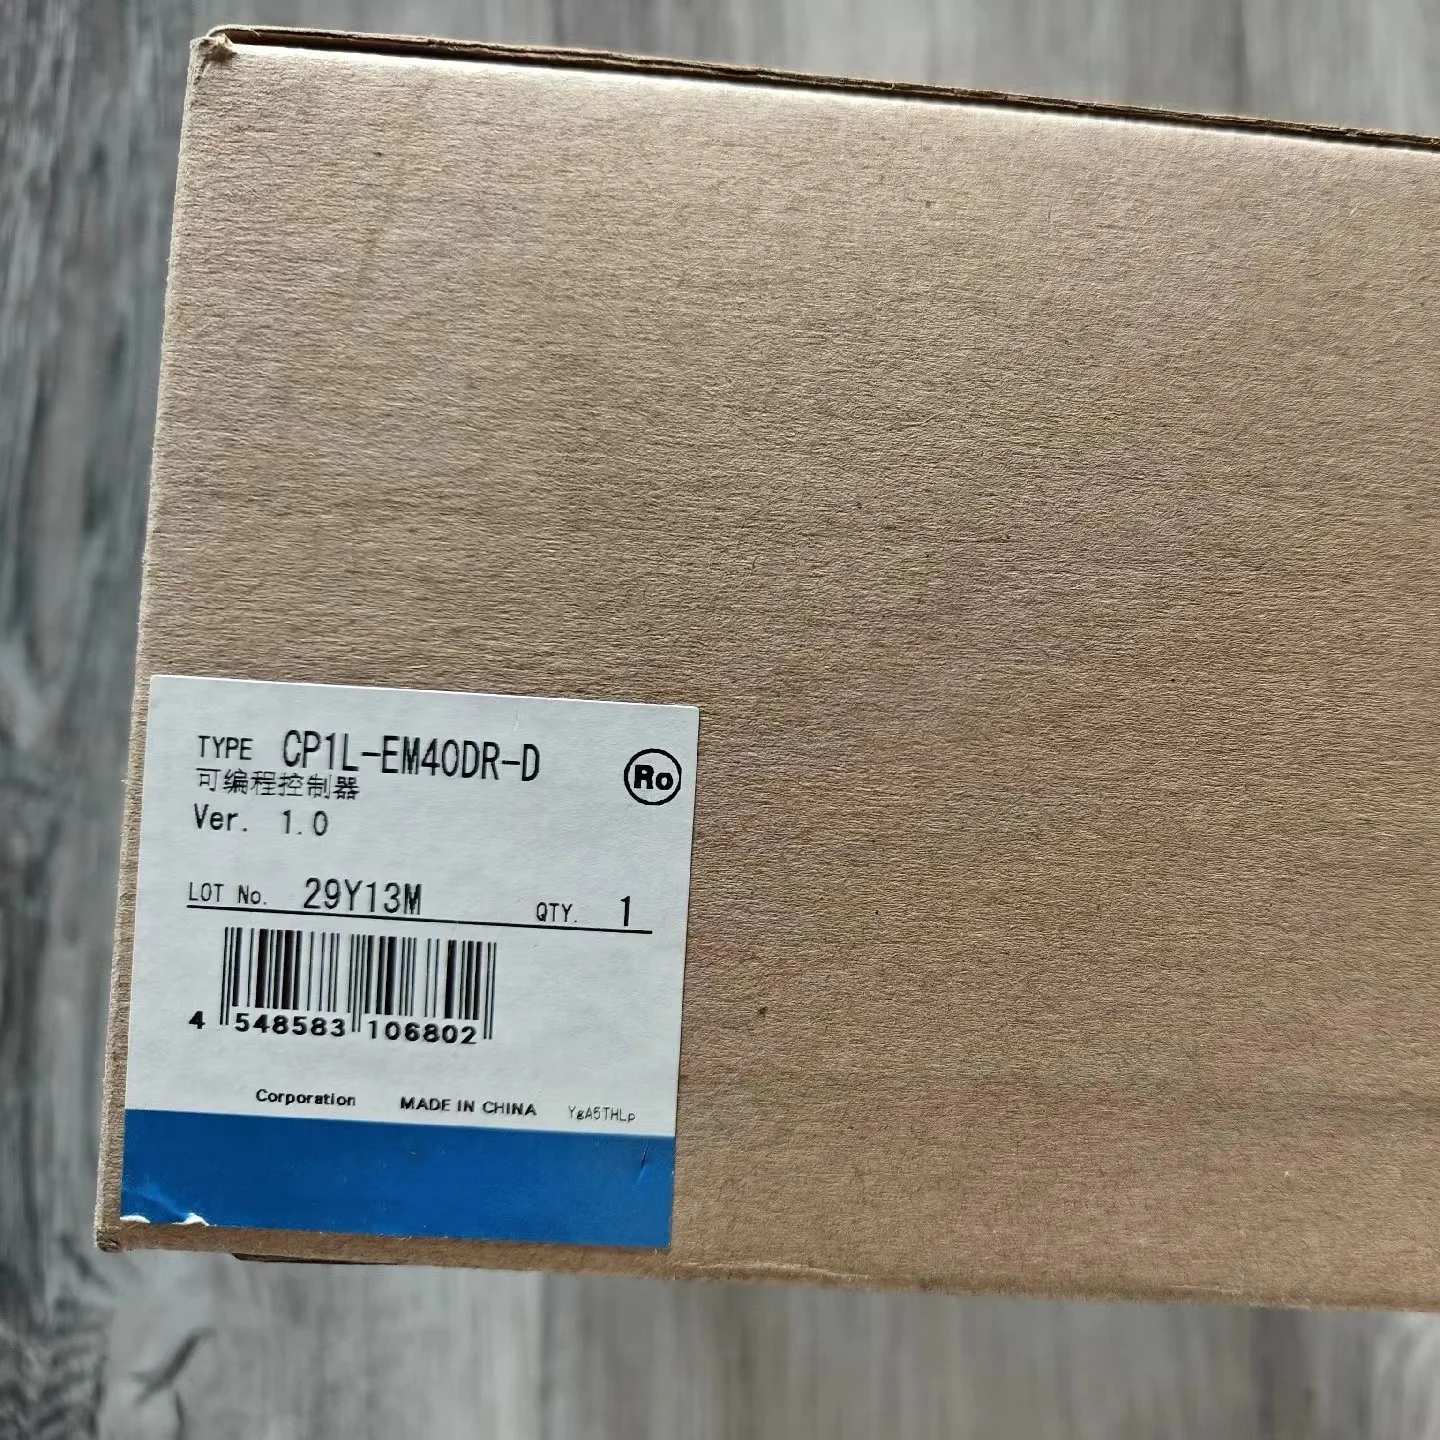 TYPE CP1L-EM40DR-D
可编程控制器
Ro
Ver. 1.0
LOT No. 29Y13M QTY. 1
4 548583 106802
Corporation MADE IN CHINA YgA5THLp